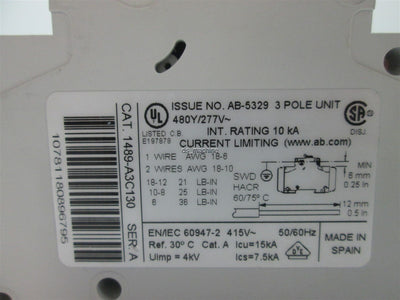 ISSUE NO. AB-5329 3 POLE UNIT
480Y/277V~
LISTED C.B.
E197878
INT. RATING 10 kA
CURRENT LIMITING (www.ab.com)
1 WIRE AWG 18-6
2 WIRES AWG 18-10
18-12 21 LB-IN
10-8 25 LB-IN
6 36 LB-IN
SWD
HACR
60/75° C
MIN
8 mm
0.25 in
12 mm
0.5 in
EN/IEC 60947-2 415V~ 50/60Hz
Ref. 30° C Cat. A Icu=15kA
Uimp = 4kV Ics=7.5kA
MADE IN
SPAIN
CAT. 1489-A3C130 SER. A
10781180896795
UL
SA